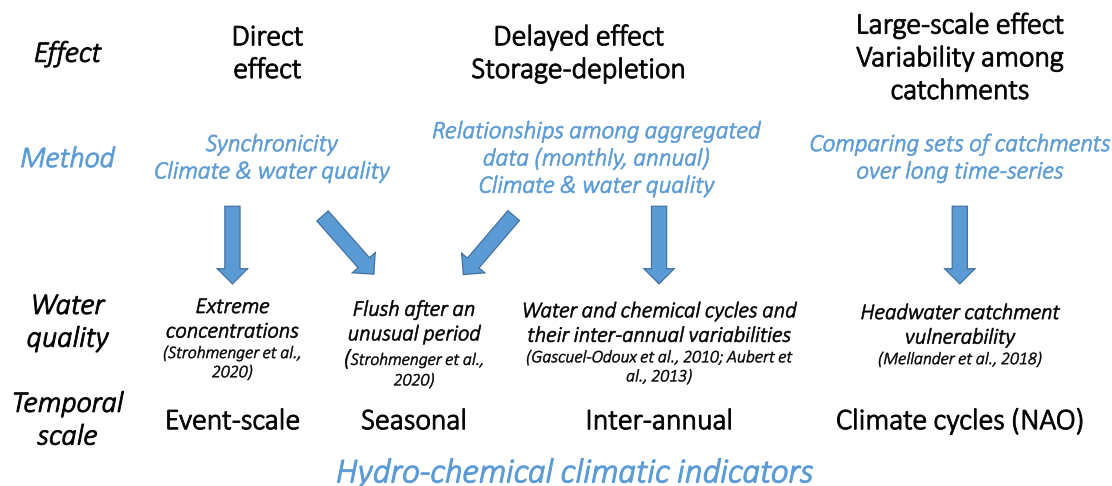 Effect
Direct
effect
Delayed effect
Storage-depletion
Large-scale effect
Variability among
catchments
Method
Synchronicity
Climate & water quality
Relationships among aggregated
data (monthly, annual)
Climate & water quality
Comparing sets of catchments
over long time-series
Water
quality
Extreme
concentrations
(Strohmenger et al.,
2020)
Flush after an
unusual period
(Strohmenger et al.,
2020)
Water and chemical cycles and
their inter-annual variabilities
(Gascuel-Odoux et al., 2010; Aubert et
al., 2013)
Headwater catchment
vulnerability
(Mellander et al., 2018)
Temporal
scale
Event-scale
Seasonal
Inter-annual
Climate cycles (NAO)
Hydro-chemical climatic indicators